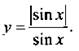 y = |sin x| / sin x.